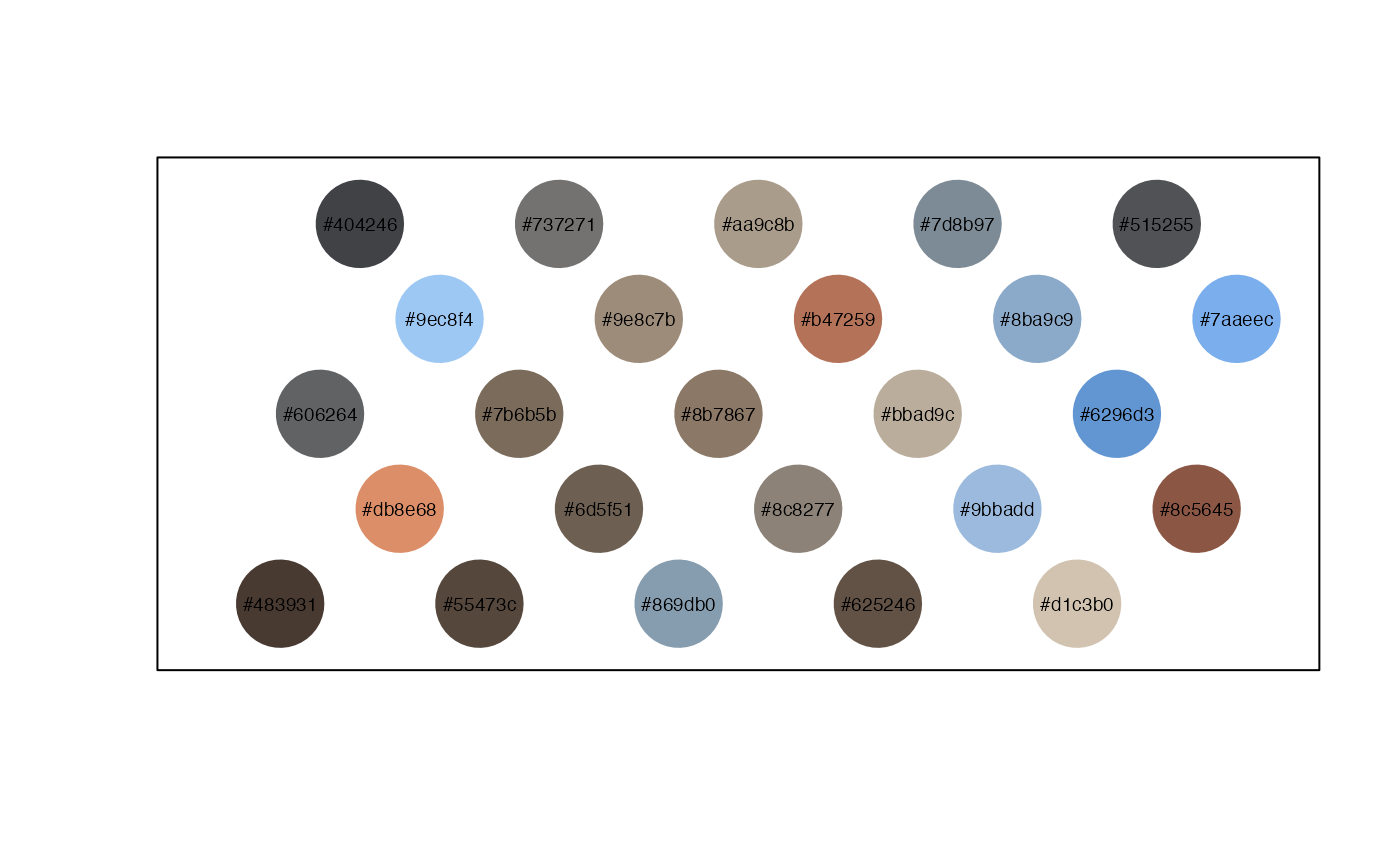 #404246 #737271 #aa9c8b #7d8b97 #515255
#9ec8f4 #9e8c7b #b47259 #8ba9c9 #7aaeec
#606264 #7b6b5b #8b7867 #bbad9c #6296d3
#db8e68 #6d5f51 #8c8277 #9bbadd #8c5645
#483931 #55473c #869db0 #625246 #d1c3b0